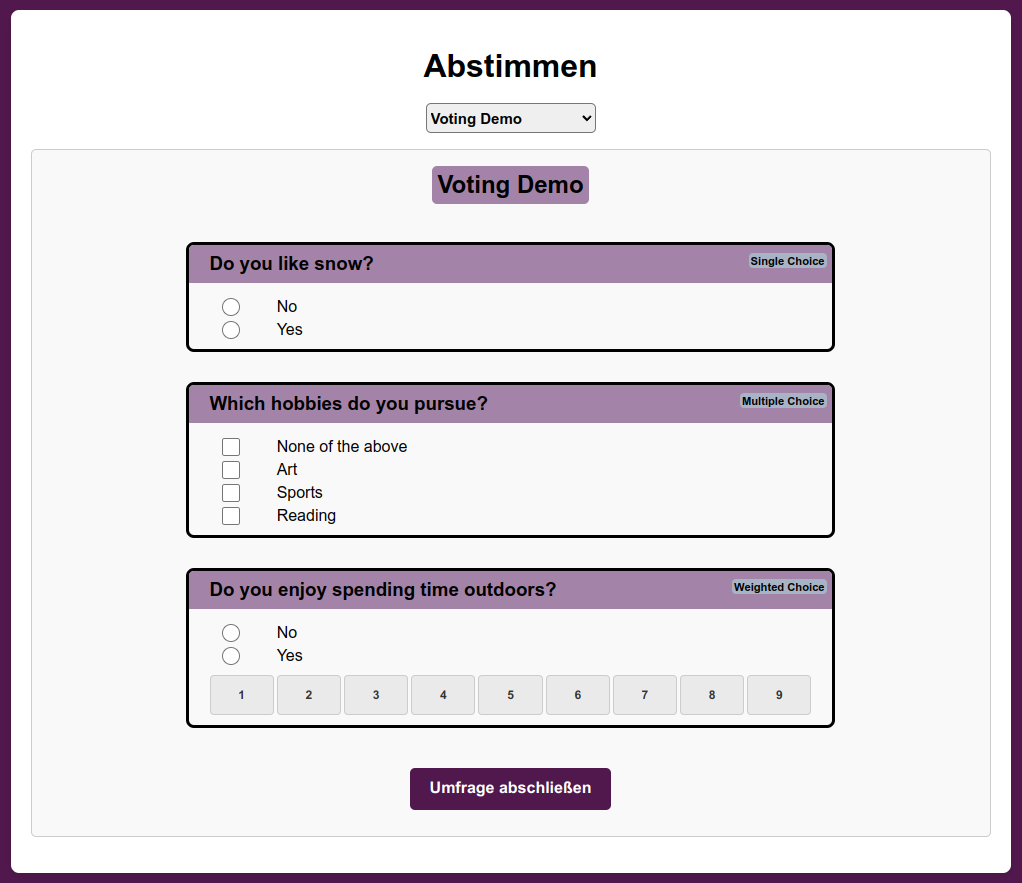 Abstimmen
Voting Demo
Voting Demo
Do you like snow? Single Choice
No
Yes
Which hobbies do you pursue? Multiple Choice
None of the above
Art
Sports
Reading
Do you enjoy spending time outdoors? Weighted Choice
No
Yes
1 2 3 4 5 6 7 8 9
Umfrage abschließen